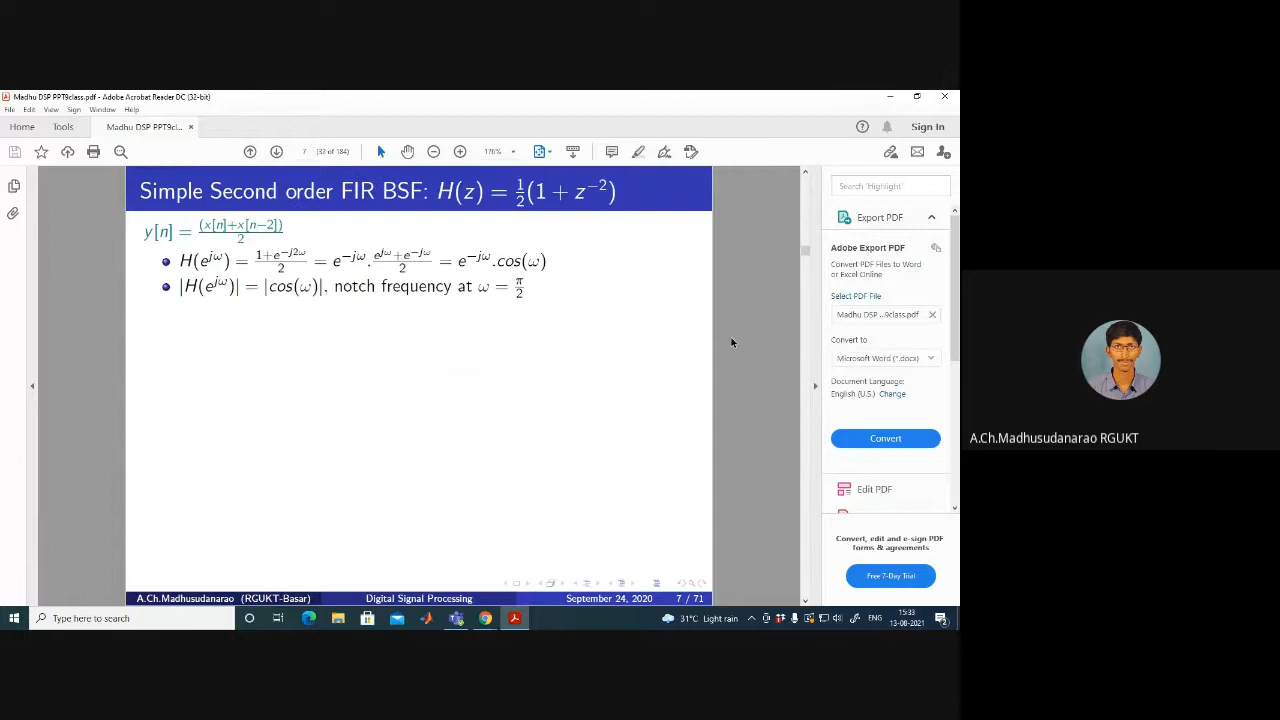 Madhu DSP PPT9class.pdf - Adobe Acrobat Reader DC (32-bit)
File Edit View Sign Window Help
Home Tools Madhu DSP PPT9cl... × Sign In
7 (32 of 184) 176%
Simple Second order FIR BSF: H(z) = 1/2(1 + z⁻²)
y[n] = (x[n]+x[n−2])/2
H(e^jω) = (1+e^−j2ω)/2 = e^−jω.(e^jω+e^−jω)/2 = e^−jω.cos(ω)
|H(e^jω)| = |cos(ω)|, notch frequency at ω = π/2
A.Ch.Madhusudanarao (RGUKT-Basar) Digital Signal Processing September 24, 2020 7 / 71
Search 'Highlight'
Export PDF
Adobe Export PDF
Convert PDF Files to Word
or Excel Online
Select PDF File
Madhu DSP ...9class.pdf
Convert to
Microsoft Word (*.docx)
Document Language:
English (U.S.) Change
Convert
Edit PDF
Convert, edit and e-sign PDF
forms & agreements
Free 7-Day Trial
A.Ch.Madhusudanarao RGUKT
Type here to search 31°C Light rain ENG 15:33
13-08-2021 2